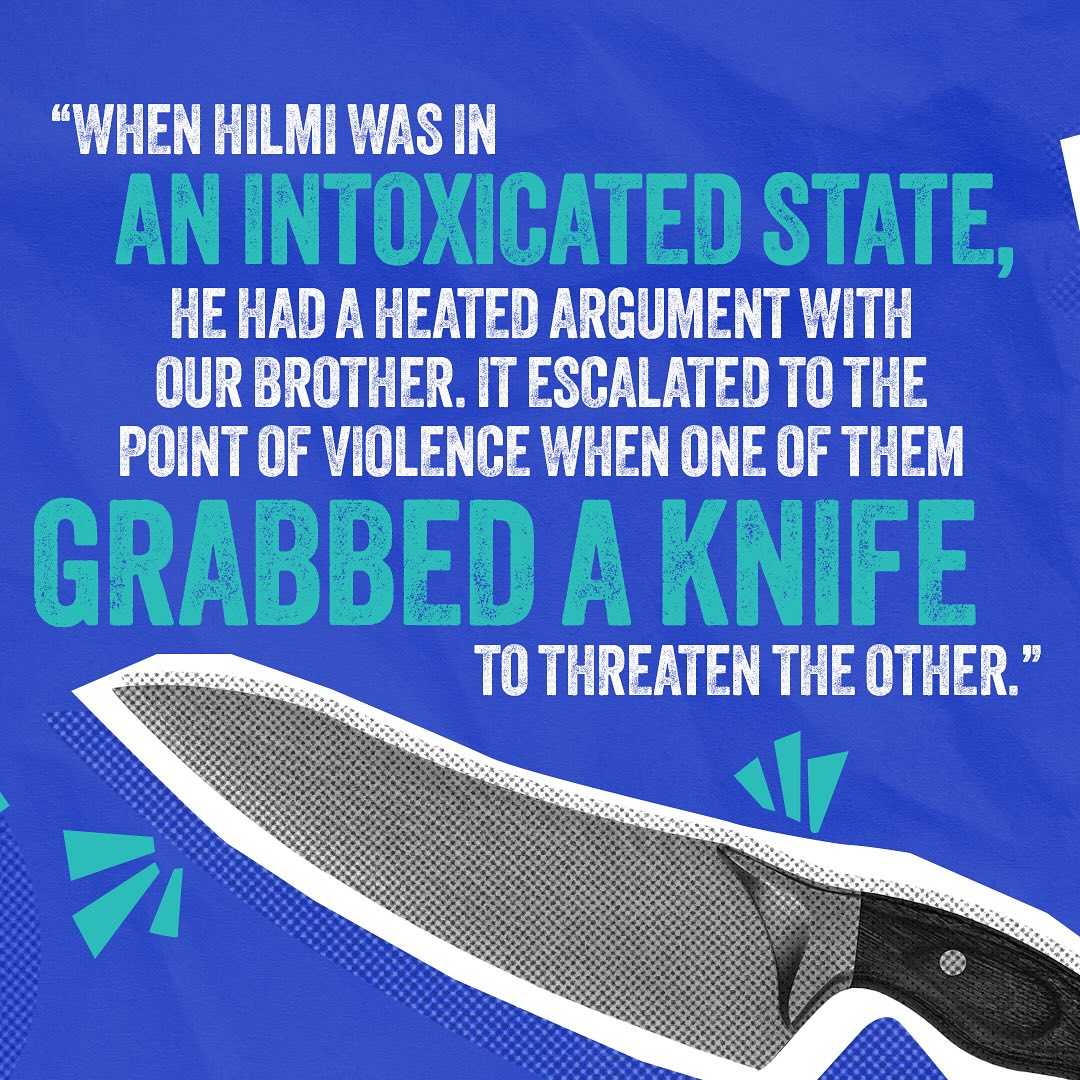 “WHEN HILMI WAS IN
AN INTOXICATED STATE,
HE HAD A HEATED ARGUMENT WITH
OUR BROTHER. IT ESCALATED TO THE
POINT OF VIOLENCE WHEN ONE OF THEM
GRABBED A KNIFE
TO THREATEN THE OTHER.”